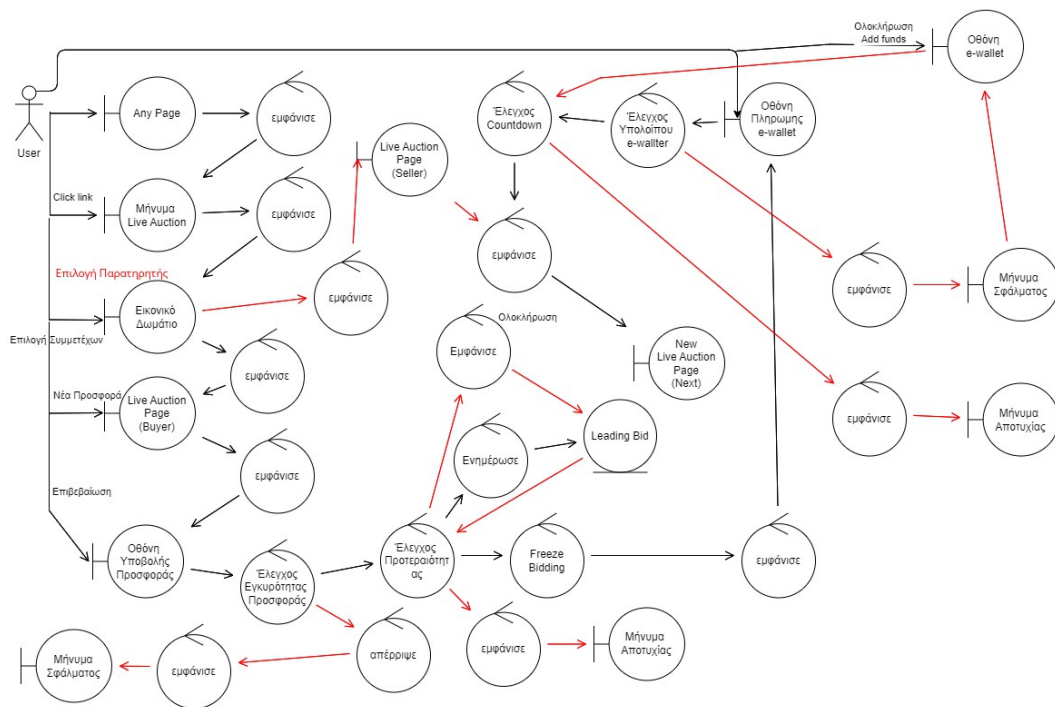 Ολοκλήρωση
Add funds
Οθόνη
e-wallet
User
Any Page
εμφάνισε
Έλεγχος
Countdown
Έλεγχος
Υπολοίπου
e-wallter
Οθόνη
Πληρωμης
e-wallet
Live Auction
Page
(Seller)
Click link
Μήνυμα
Live Auction
εμφάνισε
εμφάνισε
Επιλογή Παρατηρητής
Εικονικό
Δωμάτιο
εμφάνισε
εμφάνισε
Μήνυμα
Σφάλματος
Ολοκλήρωση
Επιλογή Συμμετέχων
Εμφάνισε
New
Live Auction
Page
(Next)
εμφάνισε
Νέα Προσφορά
Live Auction
Page
(Buyer)
εμφάνισε
Μήνυμα
Αποτυχίας
Leading Bid
Ενημέρωσε
εμφάνισε
Επιβεβαίωση
Οθόνη
Υποβολής
Προσφοράς
Έλεγχος
Εγκυρότητας
Προσφοράς
Έλεγχος
Προτεραιότητ
ας
Freeze
Bidding
εμφάνισε
Μήνυμα
Σφάλματος
εμφάνισε
απέρριψε
εμφάνισε
Μήνυμα
Αποτυχίας